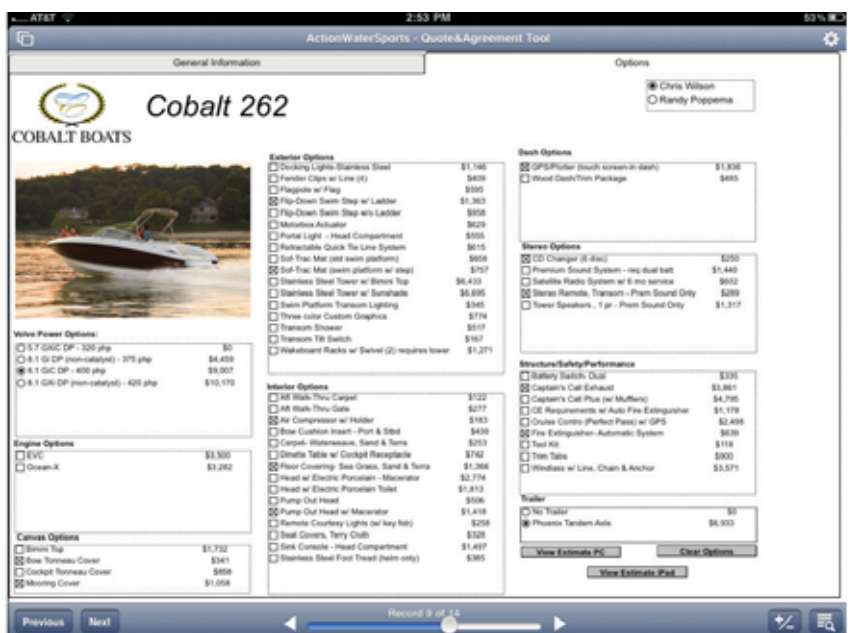 AT&T 2:53 PM 53%
ActionWaterSports - Quote&Agreement Tool
General Information Options
Chris Wilson
Randy Poppema
COBALT BOATS
Cobalt 262
Volvo Power Options:
5.7 GXiC DP - 320 php $0
8.1 Gi DP (non-catalyst) - 375 php $4,459
8.1 GiC DP - 400 php $9,007
8.1 GXi DP (non-catalyst) - 420 php $10,170
Engine Options
EVC $3,500
Ocean-X $3,282
Canvas Options
Bimini Top $1,732
Bow Tonneau Cover $341
Cockpit Tonneau Cover $858
Mooring Cover $1,058
Exterior Options
Docking Lights-Stainless Steel $1,146
Fender Clips w/ Line (4) $409
Flagpole w/ Flag $595
Flip-Down Swim Step w/ Ladder $1,363
Flip-Down Swim Step w/o Ladder $958
Motorbox Actuator $629
Portal Light - Head Compartment $555
Retractable Quick Tie Line System $615
Sof-Trac Mat (std swim platform) $658
Sof-Trac Mat (swim platform w/ step) $757
Stainless Steel Tower w/ Bimini Top $6,433
Stainless Steel Tower w/ Sunshade $6,695
Swim Platform Transom Lighting $345
Three color Custom Graphics $774
Transom Shower $517
Transom Tilt Switch $167
Wakeboard Racks w/ Swivel (2) requires tower $1,271
Interior Options
Aft Walk-Thru Carpet $122
Aft Walk-Thru Gate $277
Air Compressor w/ Holder $183
Bow Cushion Insert - Port & Stbd $430
Carpet- Waterweave, Sand & Terra $253
Dinette Table w/ Cockpit Receptacle $742
Floor Covering- Sea Grass, Sand & Terra $1,366
Head w/ Electric Porcelain - Macerator $2,774
Head w/ Electric Porcelain Toilet $1,813
Pump Out Head $506
Pump Out Head w/ Macerator $1,418
Remote Courtesy Lights (w/ key fob) $258
Seat Covers, Terry Cloth $328
Sink Console - Head Compartment $1,497
Stainless Steel Foot Tread (helm only) $385
Dash Options
GPS/Plotter (touch screen-in dash) $1,836
Wood Dash/Trim Package $485
Stereo Options
CD Changer (6 disc) $250
Premium Sound System - req dual batt $1,440
Satellite Radio System w/ 6 mo service $602
Stereo Remote, Transom - Prem Sound Only $289
Tower Speakers , 1 pr - Prem Sound Only $1,317
Structure/Safety/Performance
Battery Switch- Dual $335
Captain's Call Exhaust $3,861
Captain's Call Plus (w/ Mufflers) $4,795
CE Requirements w/ Auto Fire Extinguisher $1,178
Cruise Contro (Perfect Pass) w/ GPS $2,498
Fire Extinguisher- Automatic System $639
Tool Kit $118
Trim Tabs $900
Windlass w/ Line, Chain & Anchor $3,571
Trailer
No Trailer $0
Phoenix Tandem Axle $6,933
View Estimate PC Clear Options
View Estimate iPad
Previous Next Record 9 of 14